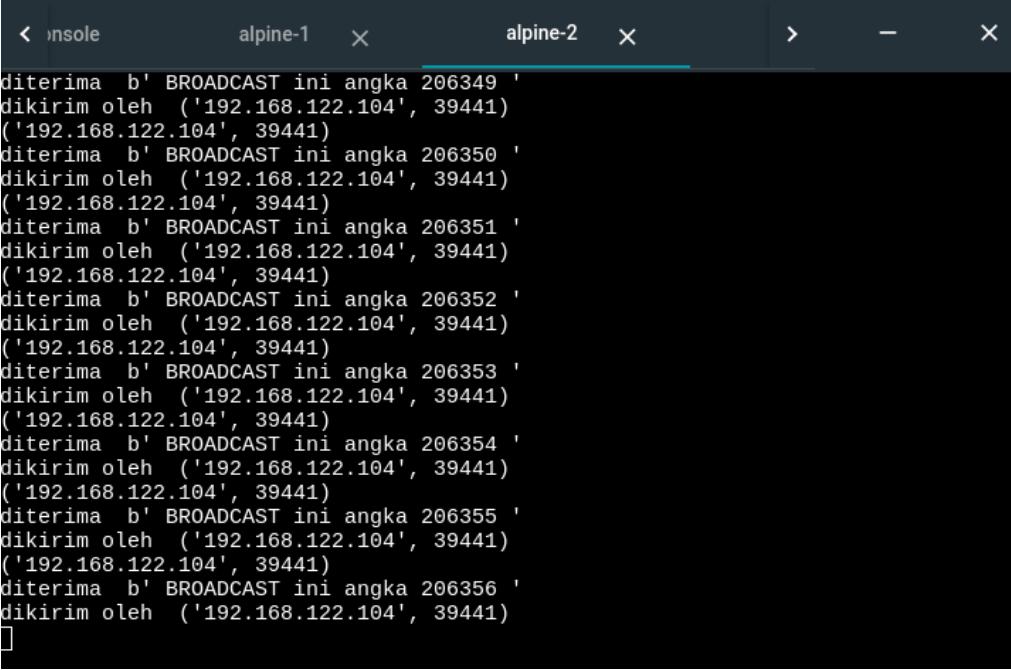 onsole alpine-1 alpine-2
diterima  b' BROADCAST ini angka 206349 '
dikirim oleh  ('192.168.122.104', 39441)
('192.168.122.104', 39441)
diterima  b' BROADCAST ini angka 206350 '
dikirim oleh  ('192.168.122.104', 39441)
('192.168.122.104', 39441)
diterima  b' BROADCAST ini angka 206351 '
dikirim oleh  ('192.168.122.104', 39441)
('192.168.122.104', 39441)
diterima  b' BROADCAST ini angka 206352 '
dikirim oleh  ('192.168.122.104', 39441)
('192.168.122.104', 39441)
diterima  b' BROADCAST ini angka 206353 '
dikirim oleh  ('192.168.122.104', 39441)
('192.168.122.104', 39441)
diterima  b' BROADCAST ini angka 206354 '
dikirim oleh  ('192.168.122.104', 39441)
('192.168.122.104', 39441)
diterima  b' BROADCAST ini angka 206355 '
dikirim oleh  ('192.168.122.104', 39441)
('192.168.122.104', 39441)
diterima  b' BROADCAST ini angka 206356 '
dikirim oleh  ('192.168.122.104', 39441)